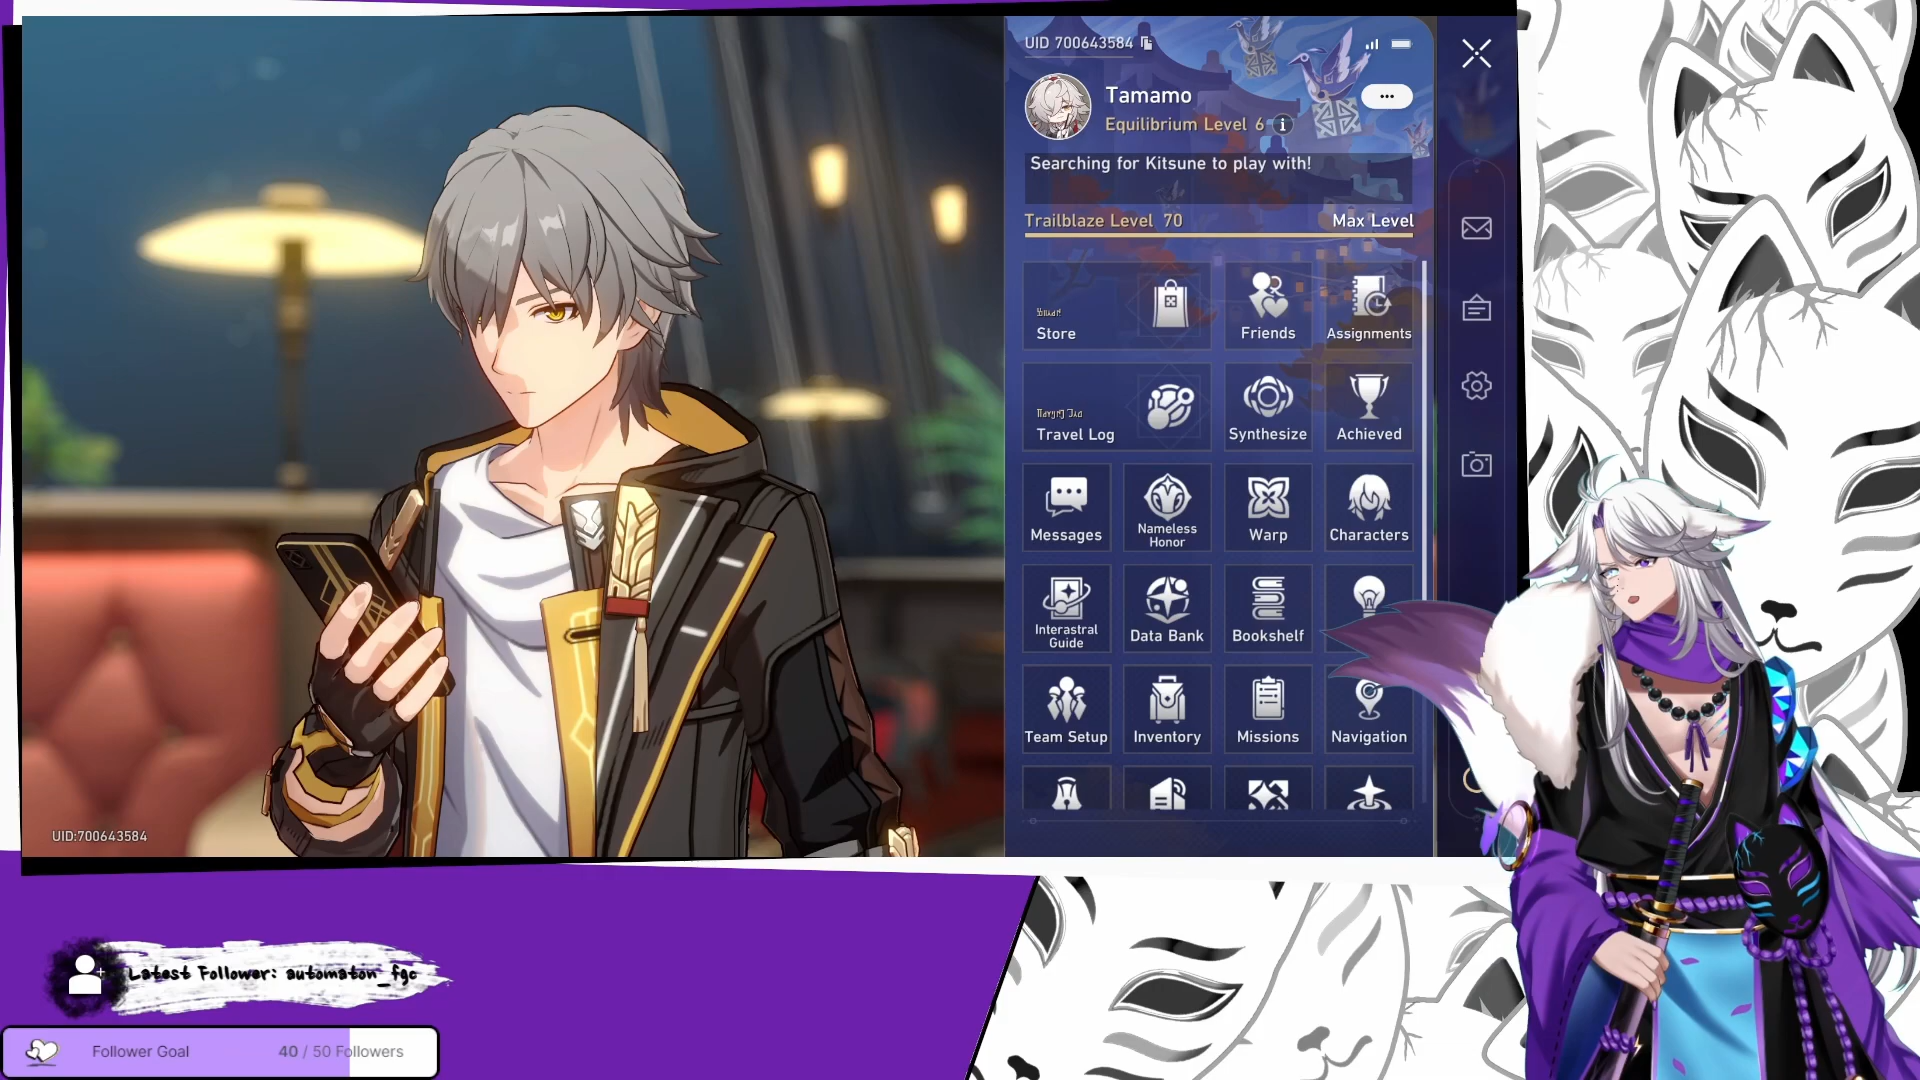 UID 700643584
Tamamo
...
Equilibrium Level 6
Searching for Kitsune to play with!
Trailblaze Level 70
Max Level
Store
Friends
Assignments
Travel Log
Synthesize
Achieved
Messages
Nameless
Honor
Warp
Characters
Interastral
Guide
Data Bank
Bookshelf
Team Setup
Inventory
Missions
Navigation
UID:700643584
Latest Follower: automaton_fgc
Follower Goal
40 / 50 Followers